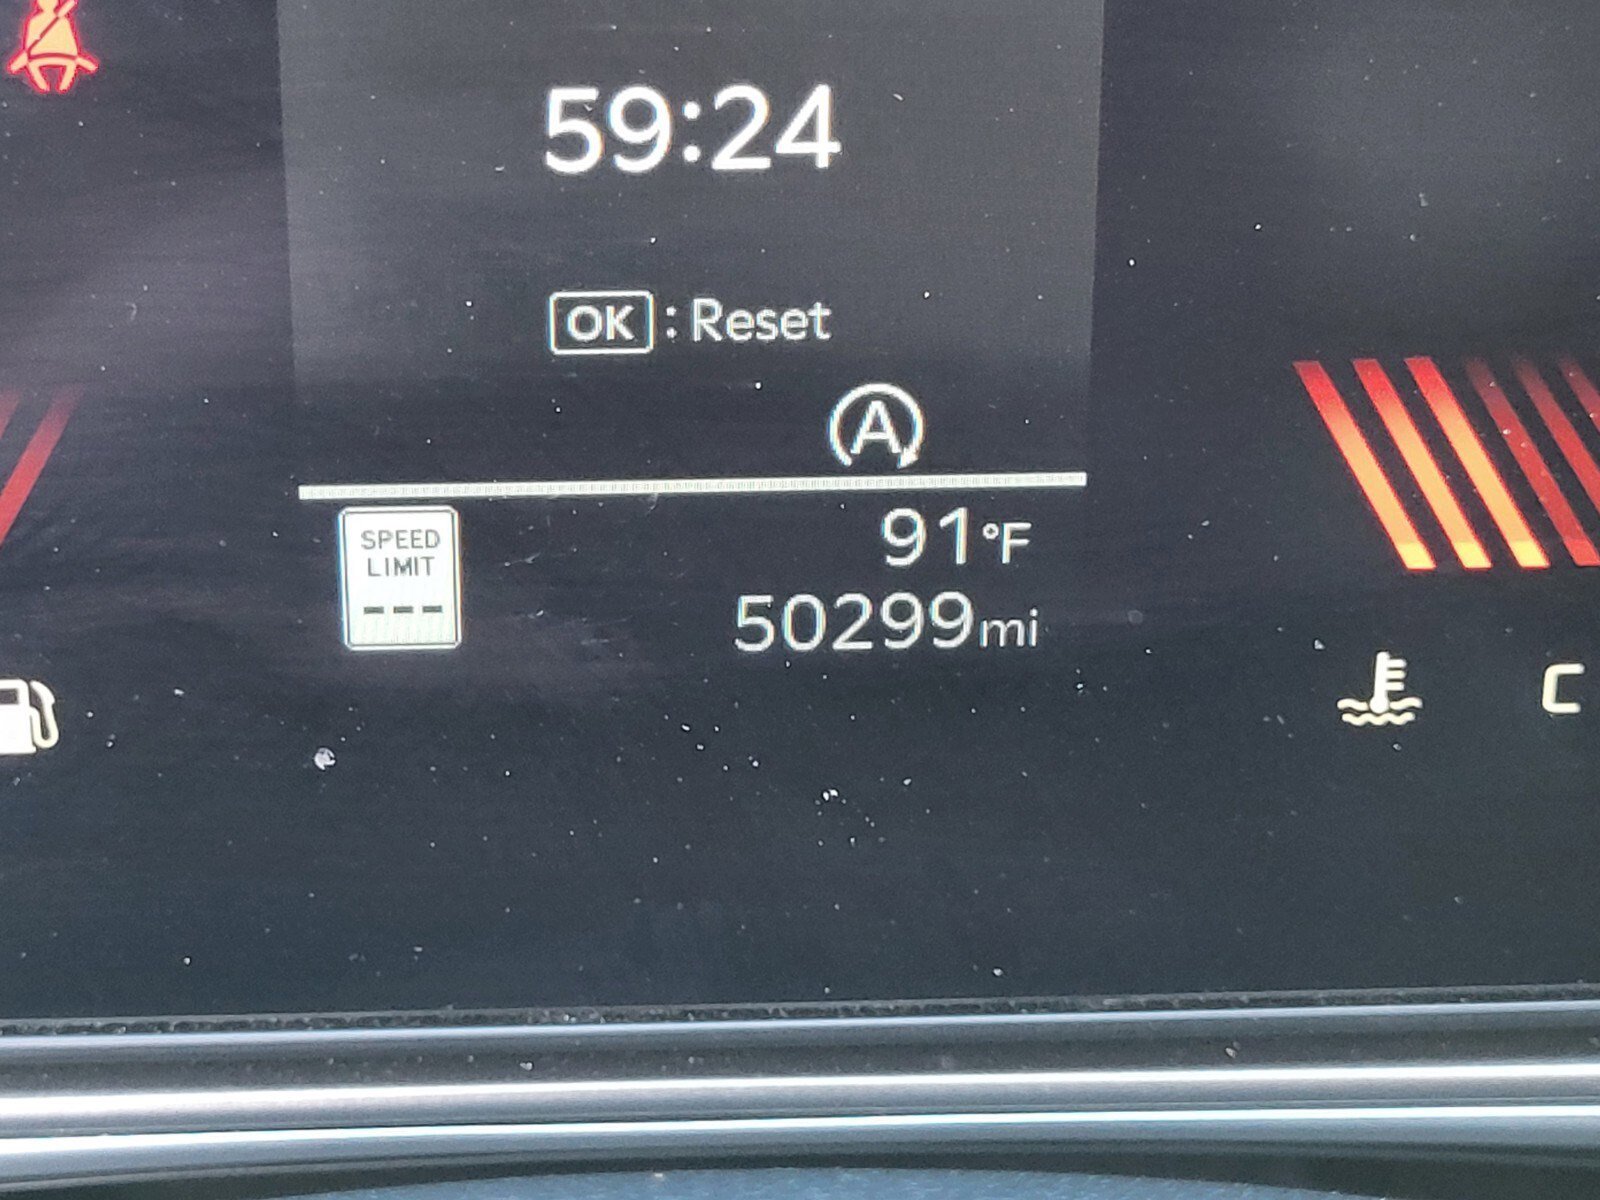 59:24
OK : Reset
A
SPEED
LIMIT
---
91°F
50299mi
C